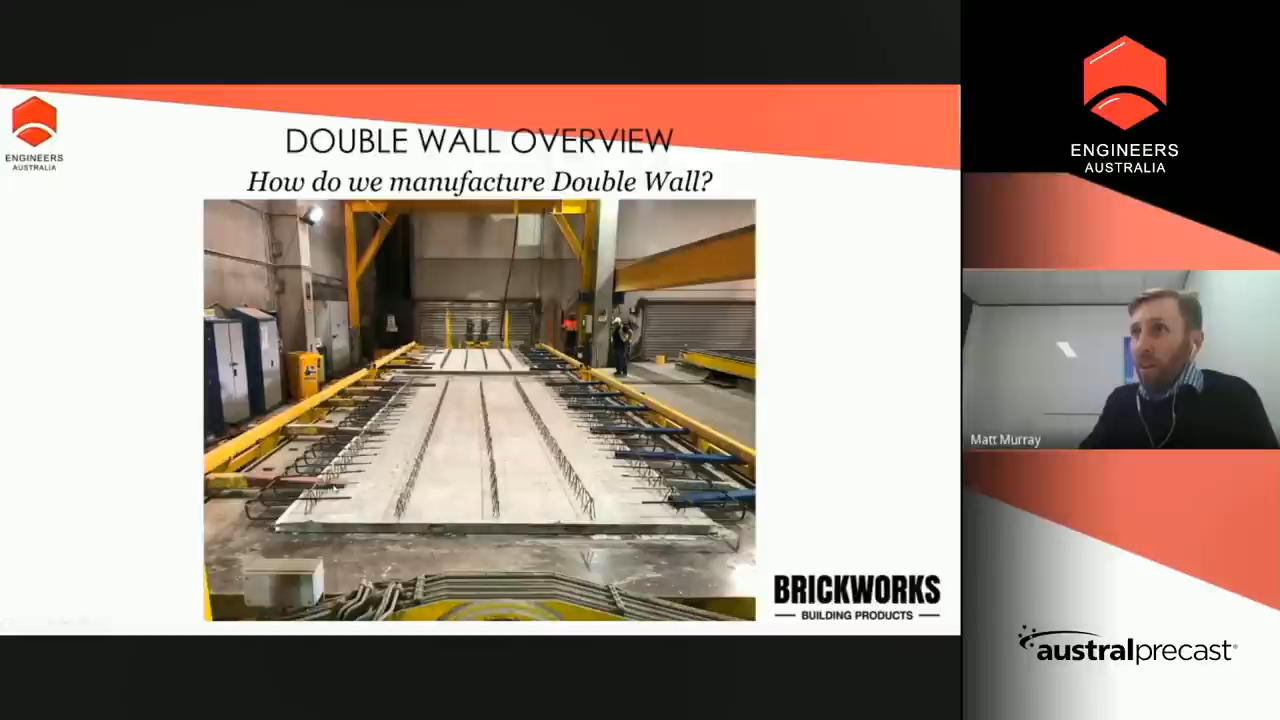 ENGINEERS
AUSTRALIA
DOUBLE WALL OVERVIEW
How do we manufacture Double Wall?
BRICKWORKS
BUILDING PRODUCTS
ENGINEERS
AUSTRALIA
Matt Murray
australprecast